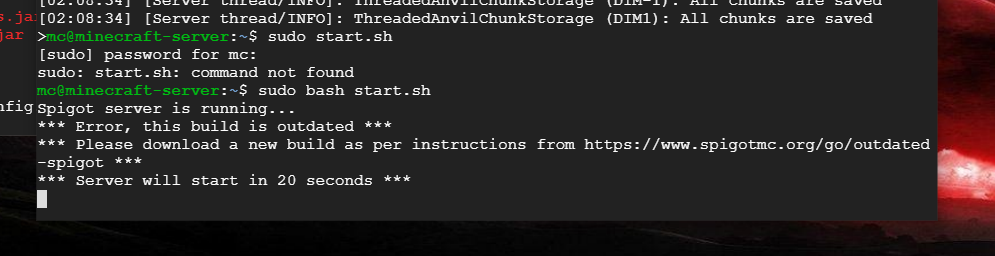 [02:08:34] [Server thread/INFO]: ThreadedAnvilChunkStorage (DIM-1): All chunks are saved
s.jar [02:08:34] [Server thread/INFO]: ThreadedAnvilChunkStorage (DIM1): All chunks are saved
jar >mc@minecraft-server:~$ sudo start.sh
[sudo] password for mc:
sudo: start.sh: command not found
mc@minecraft-server:~$ sudo bash start.sh
nfig Spigot server is running...
*** Error, this build is outdated ***
*** Please download a new build as per instructions from https://www.spigotmc.org/go/outdated
-spigot ***
*** Server will start in 20 seconds ***